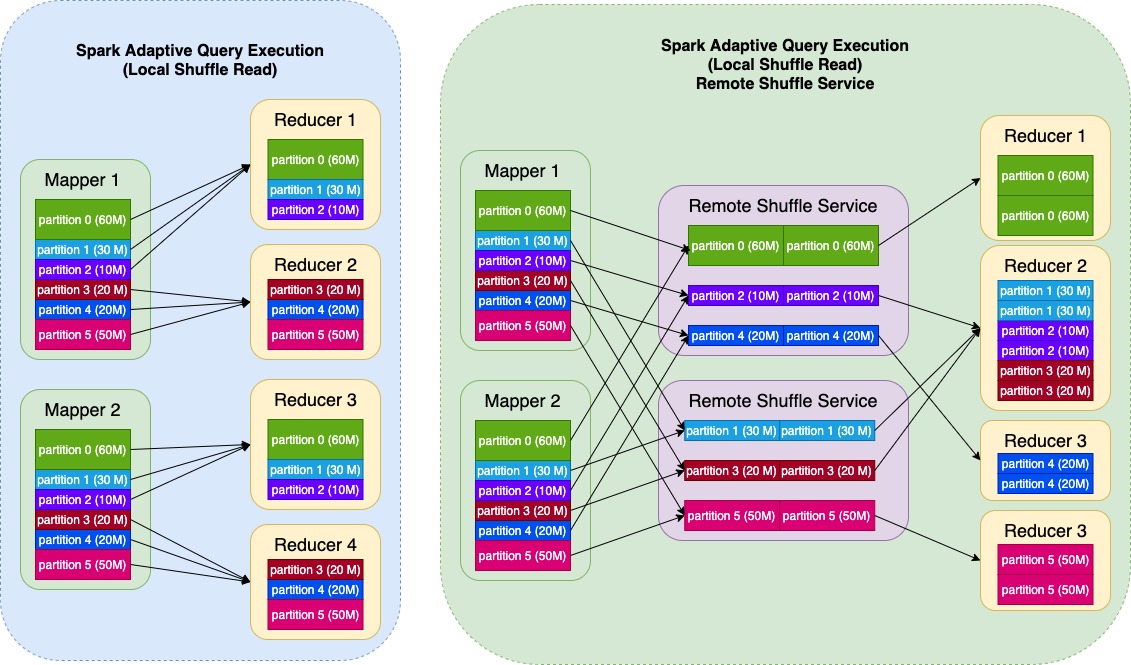 Spark Adaptive Query Execution
(Local Shuffle Read)
Mapper 1
partition 0 (60M)
partition 1 (30 M)
partition 2 (10M)
partition 3 (20 M)
partition 4 (20M)
partition 5 (50M)
Mapper 2
partition 0 (60M)
partition 1 (30 M)
partition 2 (10M)
partition 3 (20 M)
partition 4 (20M)
partition 5 (50M)
Reducer 1
partition 0 (60M)
partition 1 (30 M)
partition 2 (10M)
Reducer 2
partition 3 (20 M)
partition 4 (20M)
partition 5 (50M)
Reducer 3
partition 0 (60M)
partition 1 (30 M)
partition 2 (10M)
Reducer 4
partition 3 (20 M)
partition 4 (20M)
partition 5 (50M)
Spark Adaptive Query Execution
(Local Shuffle Read)
Remote Shuffle Service
Mapper 1
partition 0 (60M)
partition 1 (30 M)
partition 2 (10M)
partition 3 (20 M)
partition 4 (20M)
partition 5 (50M)
Mapper 2
partition 0 (60M)
partition 1 (30 M)
partition 2 (10M)
partition 3 (20 M)
partition 4 (20M)
partition 5 (50M)
Remote Shuffle Service
partition 0 (60M) partition 0 (60M)
partition 2 (10M) partition 2 (10M)
partition 4 (20M) partition 4 (20M)
Remote Shuffle Service
partition 1 (30 M) partition 1 (30 M)
partition 3 (20 M) partition 3 (20 M)
partition 5 (50M) partition 5 (50M)
Reducer 1
partition 0 (60M)
partition 0 (60M)
Reducer 2
partition 1 (30 M)
partition 1 (30 M)
partition 2 (10M)
partition 2 (10M)
partition 3 (20 M)
partition 3 (20 M)
Reducer 3
partition 4 (20M)
partition 4 (20M)
Reducer 3
partition 5 (50M)
partition 5 (50M)